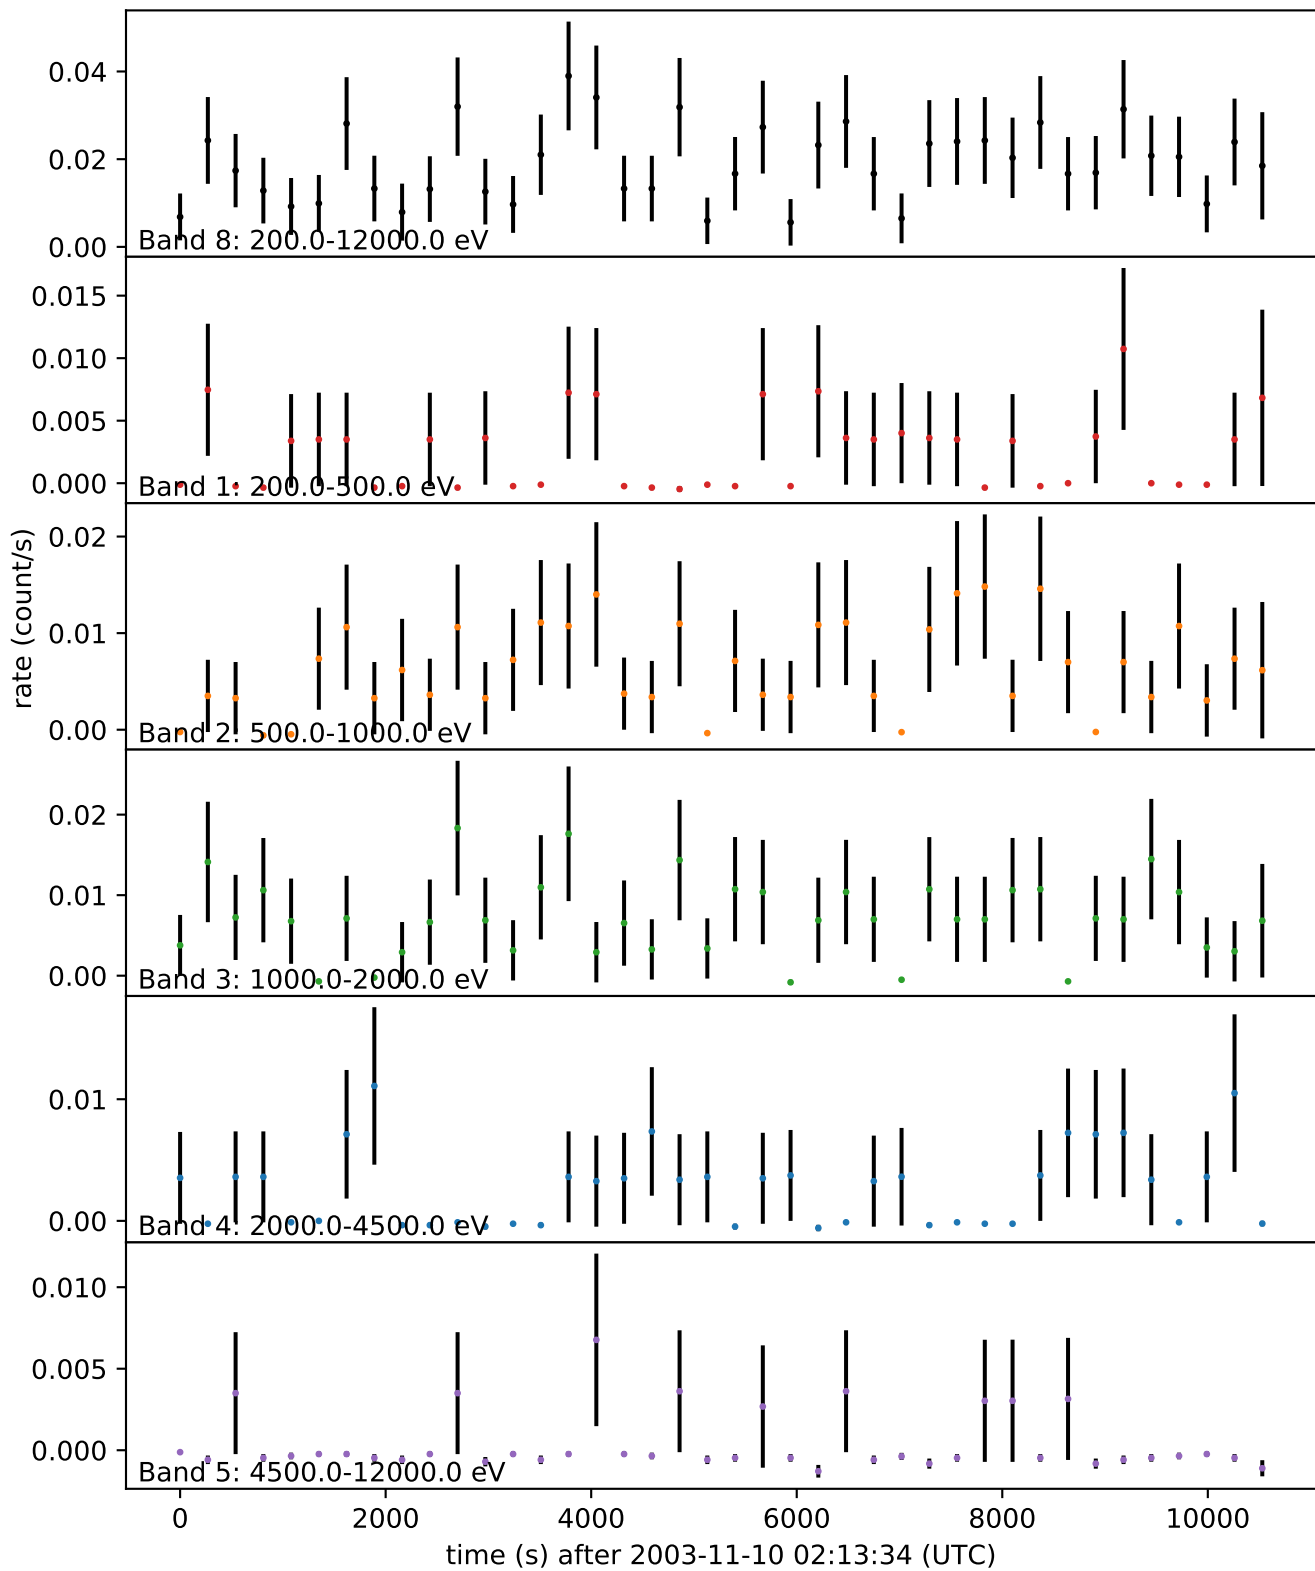 0.04
0.02
0.00
Band 8: 200.0-12000.0 eV
0.015
0.010
0.005
0.000
Band 1: 200.0-500.0 eV
rate (count/s)
0.02
0.01
0.00
Band 2: 500.0-1000.0 eV
0.02
0.01
0.00
Band 3: 1000.0-2000.0 eV
0.01
0.00
Band 4: 2000.0-4500.0 eV
0.010
0.005
0.000
Band 5: 4500.0-12000.0 eV
0 2000 4000 6000 8000 10000
time (s) after 2003-11-10 02:13:34 (UTC)